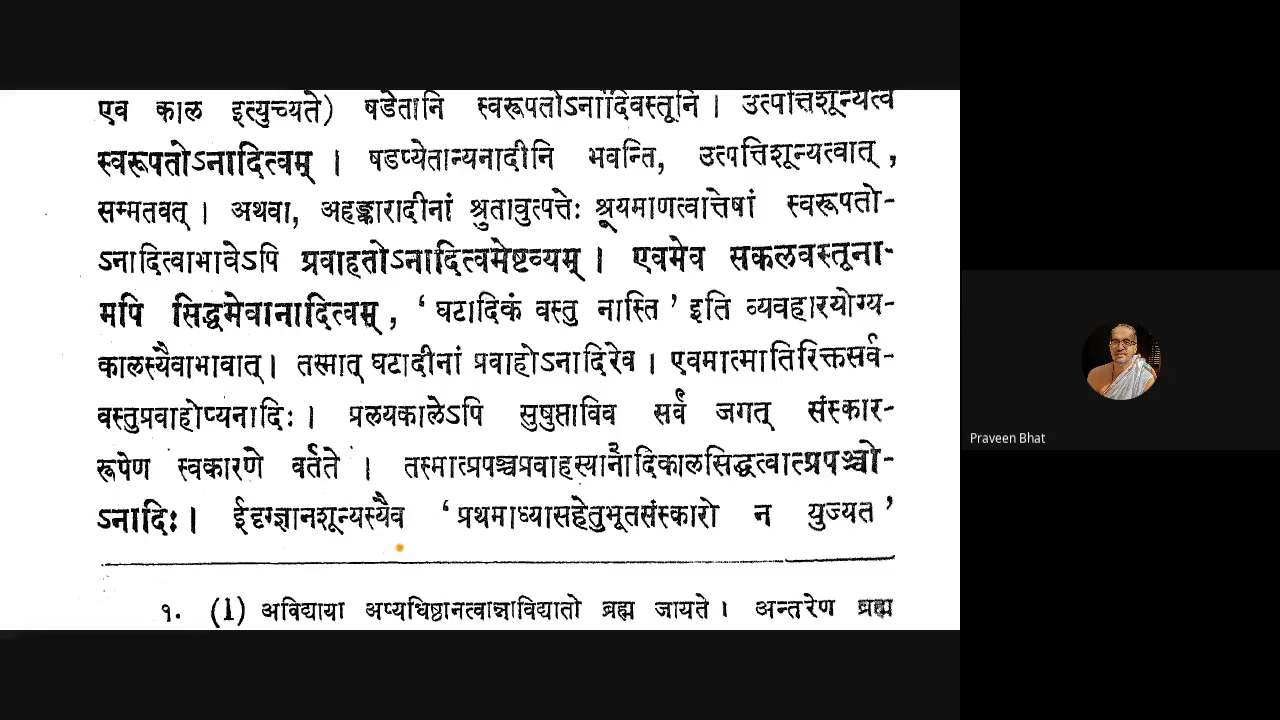 एव काल इत्युच्यते) षडेतानि स्वरूपतोऽनादिवस्तूनि । उत्पत्तिशून्यत्वं
स्वरूपतोऽनादित्वम् । षडप्येतान्यनादीनि भवन्ति, उत्पत्तिशून्यत्वात् ,
सम्मतवत् । अथवा, अहङ्कारादीनां श्रुतावुत्पत्तेः श्रूयमाणत्वात्तेषां स्वरूपतो-
ऽनादित्वाभावेऽपि प्रवाहतोऽनादित्वमेष्टव्यम् । एवमेव सकलवस्तूना-
मपि सिद्धमेवानादित्वम् , ‘ घटादिकं वस्तु नास्ति ’ इति व्यवहारयोग्य-
कालस्यैवाभावात् । तस्मात् घटादीनां प्रवाहोऽनादिरेव । एवमात्मातिरिक्तसर्व-
वस्तुप्रवाहोप्यनादिः । प्रलयकालेऽपि सुषुप्ताविव सर्वं जगत् संस्कार-
रूपेण स्वकारणे वर्तते । तस्मात्प्रपञ्चप्रवाहस्यानादिकालसिद्धत्वात्प्रपञ्चो-
ऽनादिः । ईदृग्ज्ञानशून्यस्यैव ‘ प्रथमाध्यासहेतुभूतसंस्कारो न युज्यत ’
१. (1) अविद्याया अप्यधिष्ठानत्वान्नाविद्यातो ब्रह्म जायते । अन्तरेण ब्रह्म
Praveen Bhat